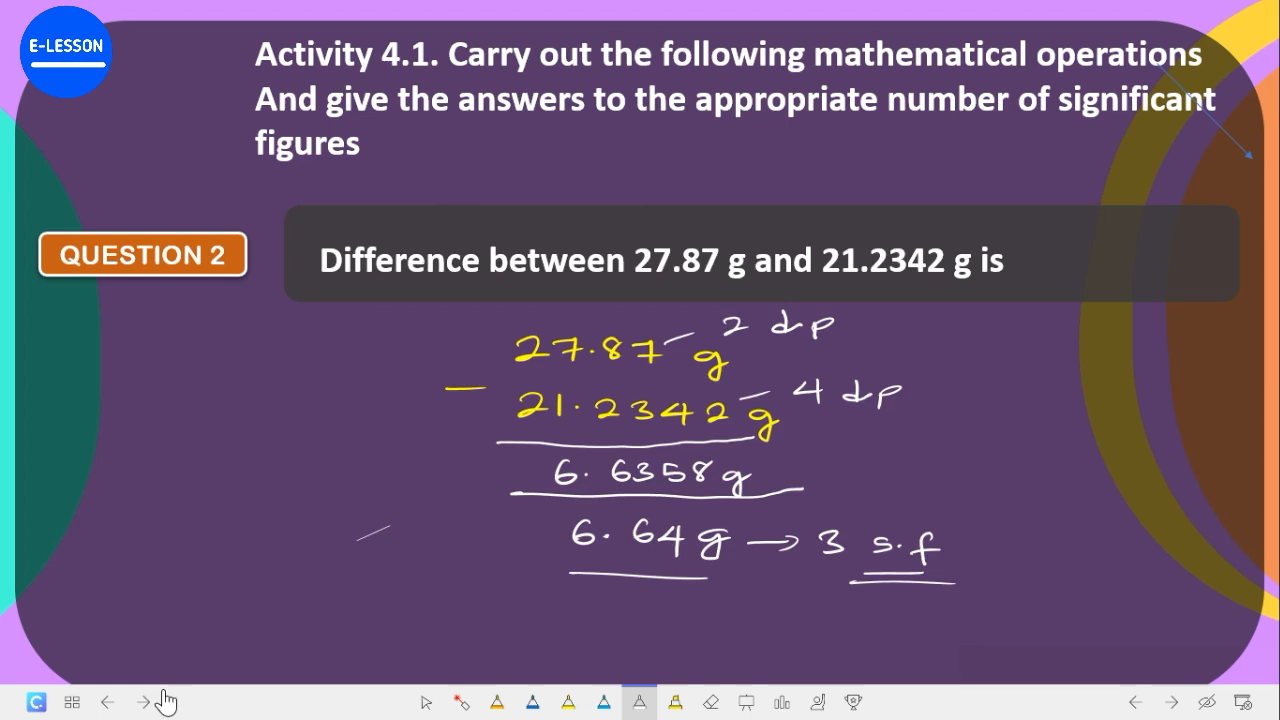 E-LESSON
Activity 4.1. Carry out the following mathematical operations
And give the answers to the appropriate number of significant
figures
QUESTION 2
Difference between 27.87 g and 21.2342 g is
27.87 g — 2 dp
— 21.2342 g — 4 dp
6.6358 g
6.64 g → 3 s.f